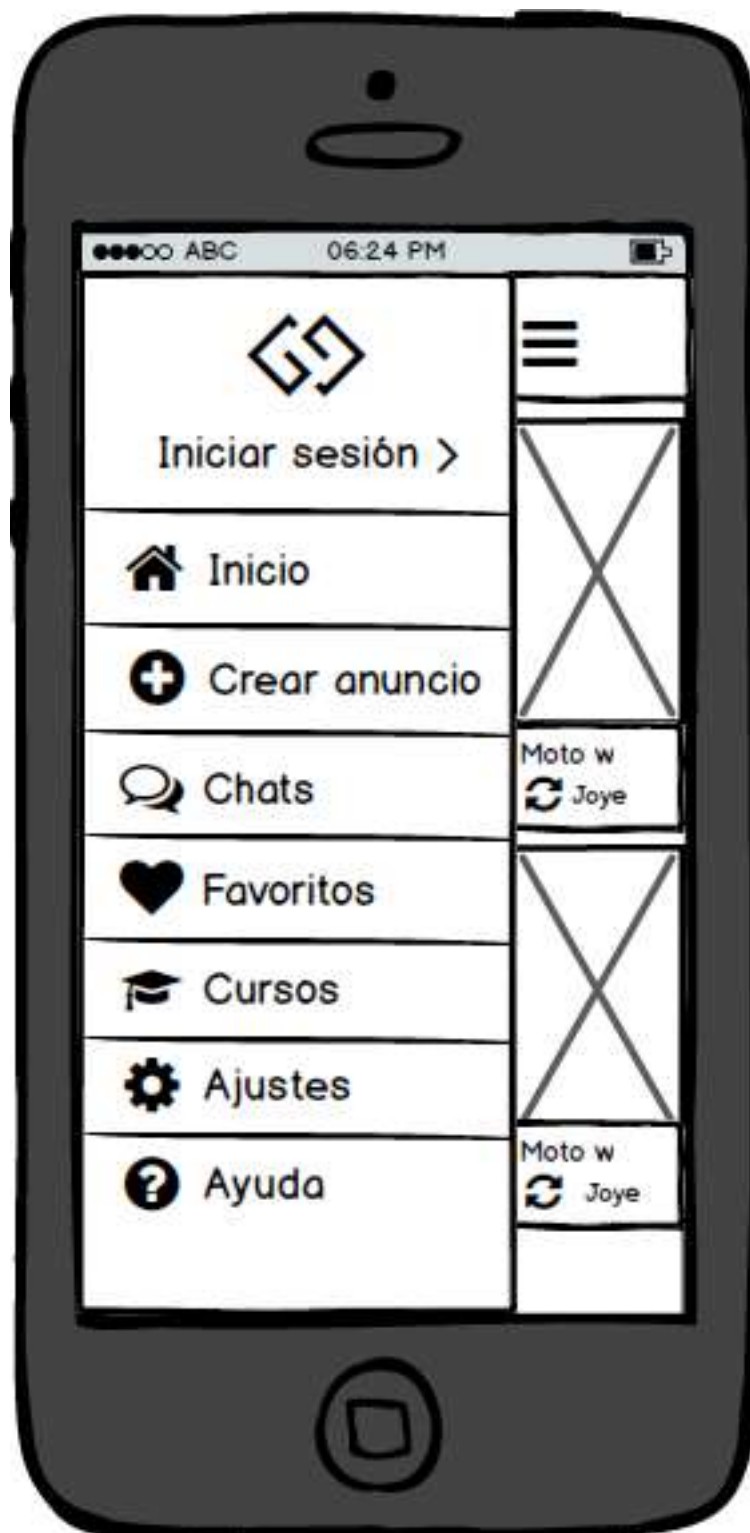 ABC 06:24 PM
Iniciar sesión >
Inicio
Crear anuncio
Chats
Favoritos
Cursos
Ajustes
Ayuda
Moto w
Joye
Moto w
Joye